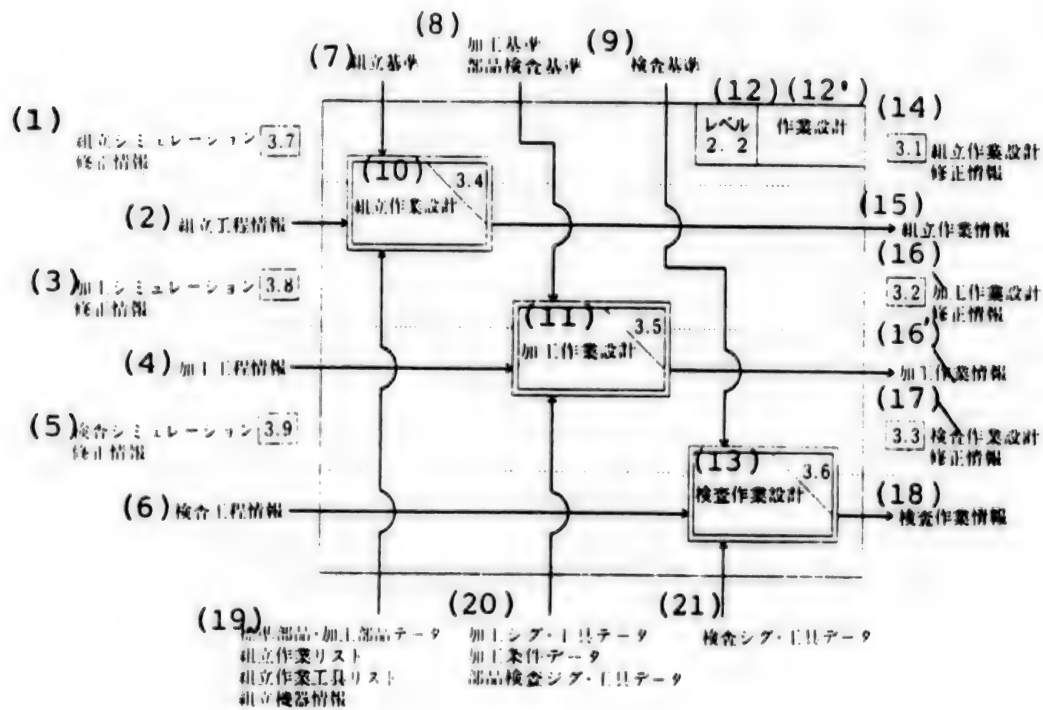 (8)
加工基準
(7) 組立基準
部品検査基準
(9) 検査基準
(12) (12')
レベル
2. 2
作業設計
(1)
組立シミュレーション 3.7
修正情報
(14)
3.1 組立作業設計
修正情報
(10)
3.4
組立作業設計
(2) 組立工程情報
(15)
組立作業情報
(3) 加工シミュレーション 3.8
修正情報
(16)
3.2 加工作業設計
修正情報
(11)
3.5
加工作業設計
(16')
(4) 加工工程情報
加工作業情報
(17)
(5) 検査シミュレーション 3.9
修正情報
3.3 検査作業設計
修正情報
(13)
3.6
検査作業設計
(6) 検査工程情報
(18)
検査作業情報
(19)
標準部品・加工部品データ
組立作業リスト
組立作業工具リスト
組立機器情報
(20)
加工ジグ・工具データ
加工条件データ
部品検査ジグ・工具データ
(21)
検査ジグ・工具データ